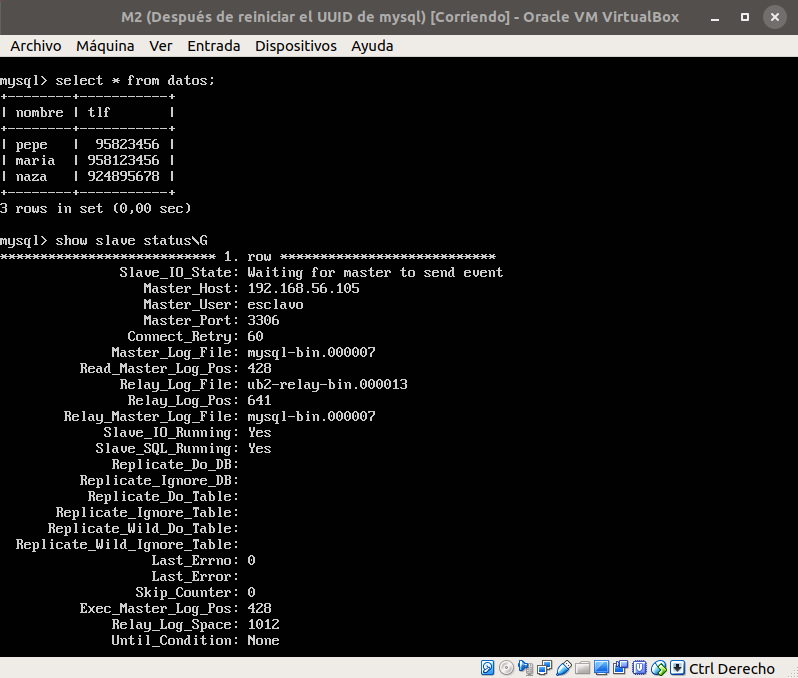 M2 (Después de reiniciar el UUID de mysql) [Corriendo] - Oracle VM VirtualBox
Archivo Máquina Ver Entrada Dispositivos Ayuda
mysql> select * from datos;
+--------+-----------+
| nombre | tlf       |
+--------+-----------+
| pepe   |  95823456 |
| maria  | 958123456 |
| naza   | 924895678 |
+--------+-----------+
3 rows in set (0,00 sec)
mysql> show slave status\G
*************************** 1. row ***************************
Slave_IO_State: Waiting for master to send event
Master_Host: 192.168.56.105
Master_User: esclavo
Master_Port: 3306
Connect_Retry: 60
Master_Log_File: mysql-bin.000007
Read_Master_Log_Pos: 428
Relay_Log_File: ub2-relay-bin.000013
Relay_Log_Pos: 641
Relay_Master_Log_File: mysql-bin.000007
Slave_IO_Running: Yes
Slave_SQL_Running: Yes
Replicate_Do_DB:
Replicate_Ignore_DB:
Replicate_Do_Table:
Replicate_Ignore_Table:
Replicate_Wild_Do_Table:
Replicate_Wild_Ignore_Table:
Last_Errno: 0
Last_Error:
Skip_Counter: 0
Exec_Master_Log_Pos: 428
Relay_Log_Space: 1012
Until_Condition: None
Ctrl Derecho